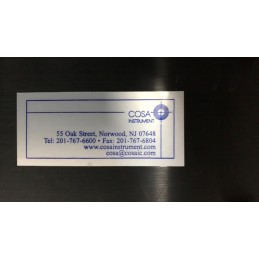 COSA
INSTRUMENT
55 Oak Street, Norwood, NJ 07648
Tel: 201-767-6600 • Fax: 201-767-6804
www.cosainstrument.com
cosa@cosaic.com